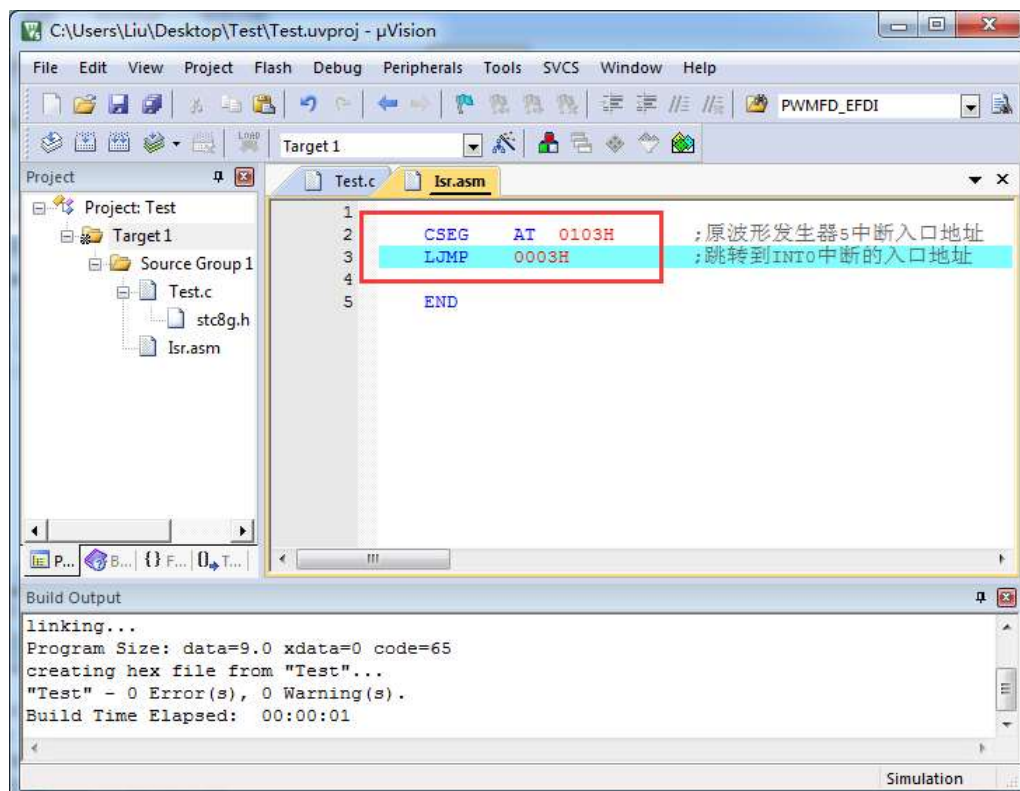 C:\Users\Liu\Desktop\Test\Test.uvproj - µVision
File Edit View Project Flash Debug Peripherals Tools SVCS Window Help
PWMFD_EFDI
LOAD Target 1
Project
Test.c Isr.asm
Project: Test
Target 1
Source Group 1
Test.c
stc8g.h
Isr.asm
1
2 CSEG AT 0103H ;原波形发生器5中断入口地址
3 LJMP 0003H ;跳转到INT0中断的入口地址
4
5 END
P... B... {} F... 0 T...
Build Output
linking...
Program Size: data=9.0 xdata=0 code=65
creating hex file from "Test"...
"Test" - 0 Error(s), 0 Warning(s).
Build Time Elapsed: 00:00:01
Simulation